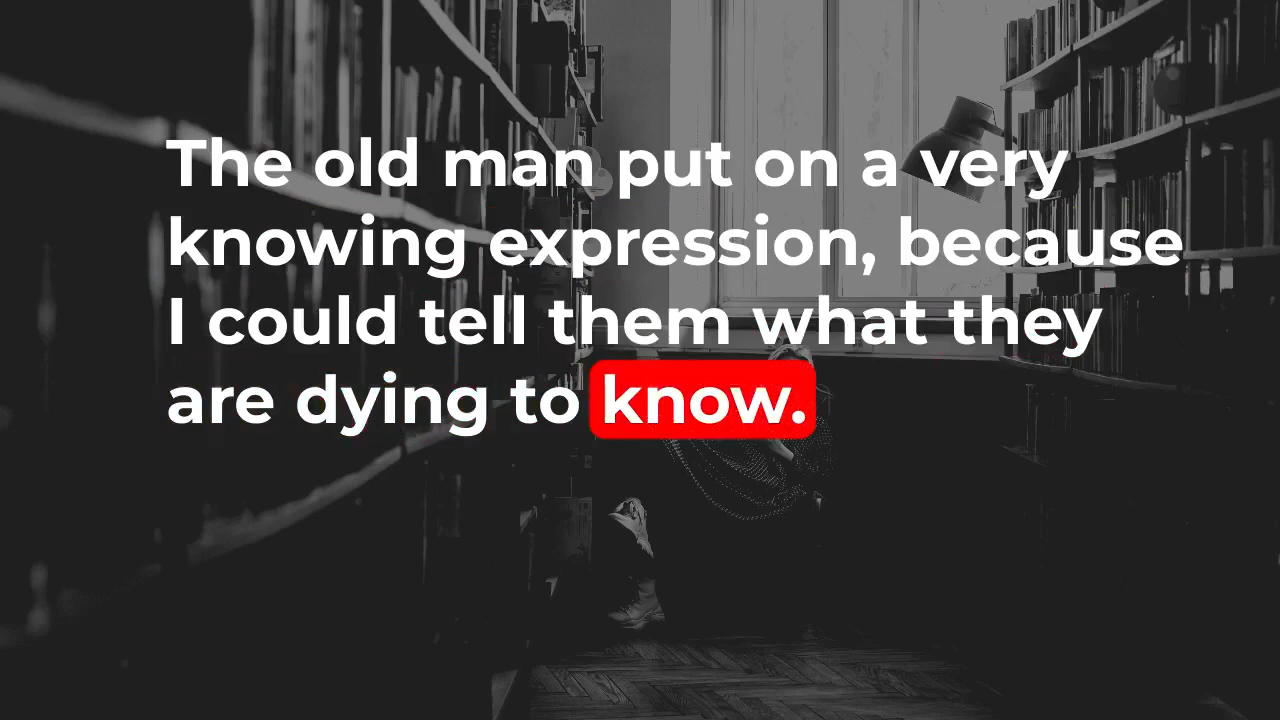 The old man put on a very
knowing expression, because
I could tell them what they
are dying to know.